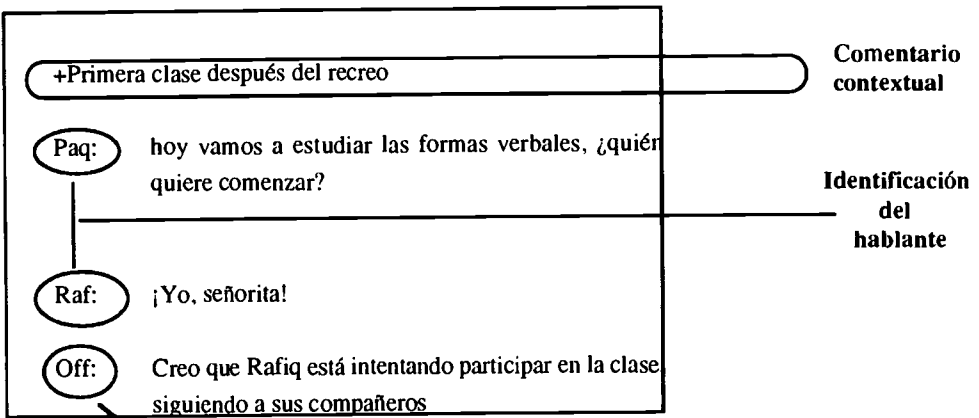 +Primera clase después del recreo
Comentario
contextual
Paq: hoy vamos a estudiar las formas verbales, ¿quién
quiere comenzar?
Identificación
del
hablante
Raf: ¡Yo, señorita!
Off: Creo que Rafiq está intentando participar en la clase
siguiendo a sus compañeros